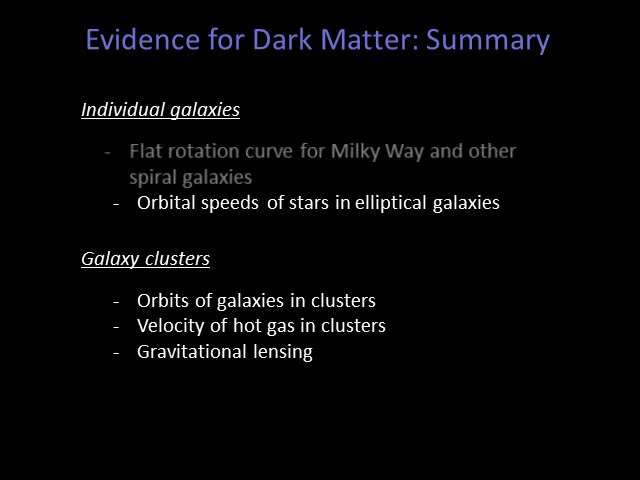 Evidence for Dark Matter: Summary
Individual galaxies
- Flat rotation curve for Milky Way and other
spiral galaxies
- Orbital speeds of stars in elliptical galaxies
Galaxy clusters
- Orbits of galaxies in clusters
- Velocity of hot gas in clusters
- Gravitational lensing